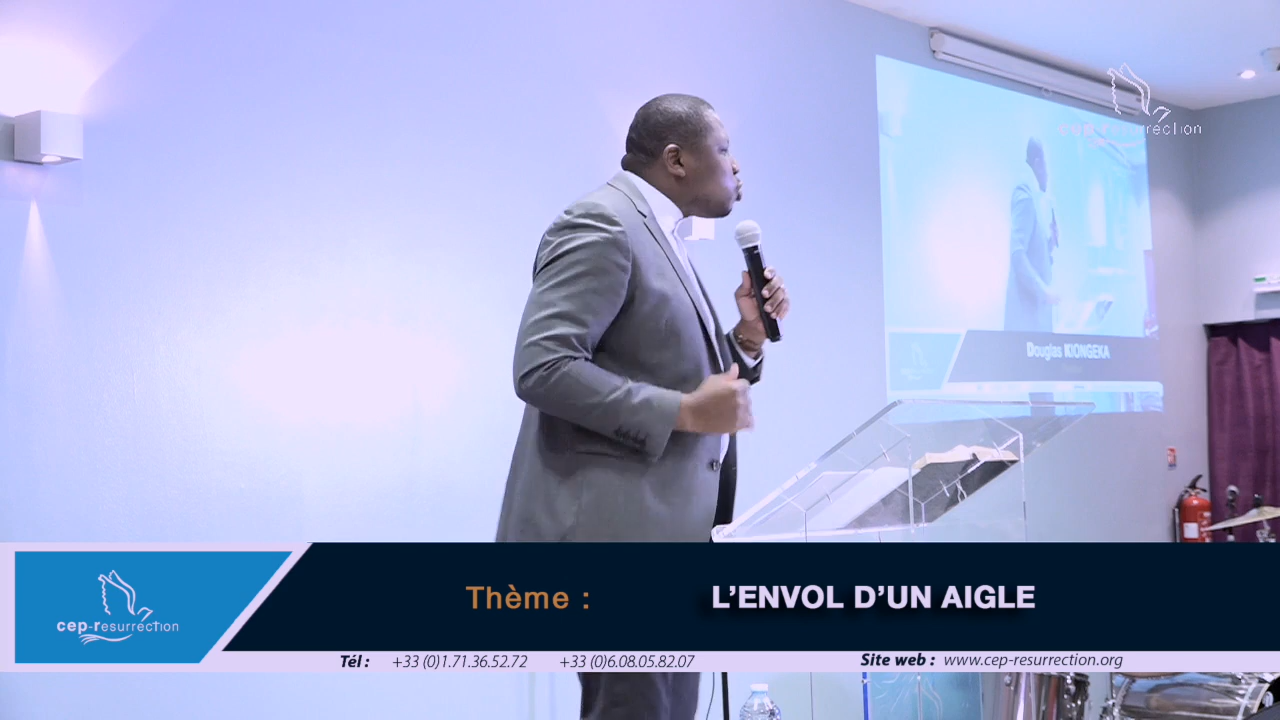 cep-resurrection
Douglas KIONGEKA
Thème : L'ENVOL D'UN AIGLE
cep-resurrection
Tél : +33 (0)1.71.36.52.72 +33 (0)6.08.05.82.07 Site web : www.cep-resurrection.org